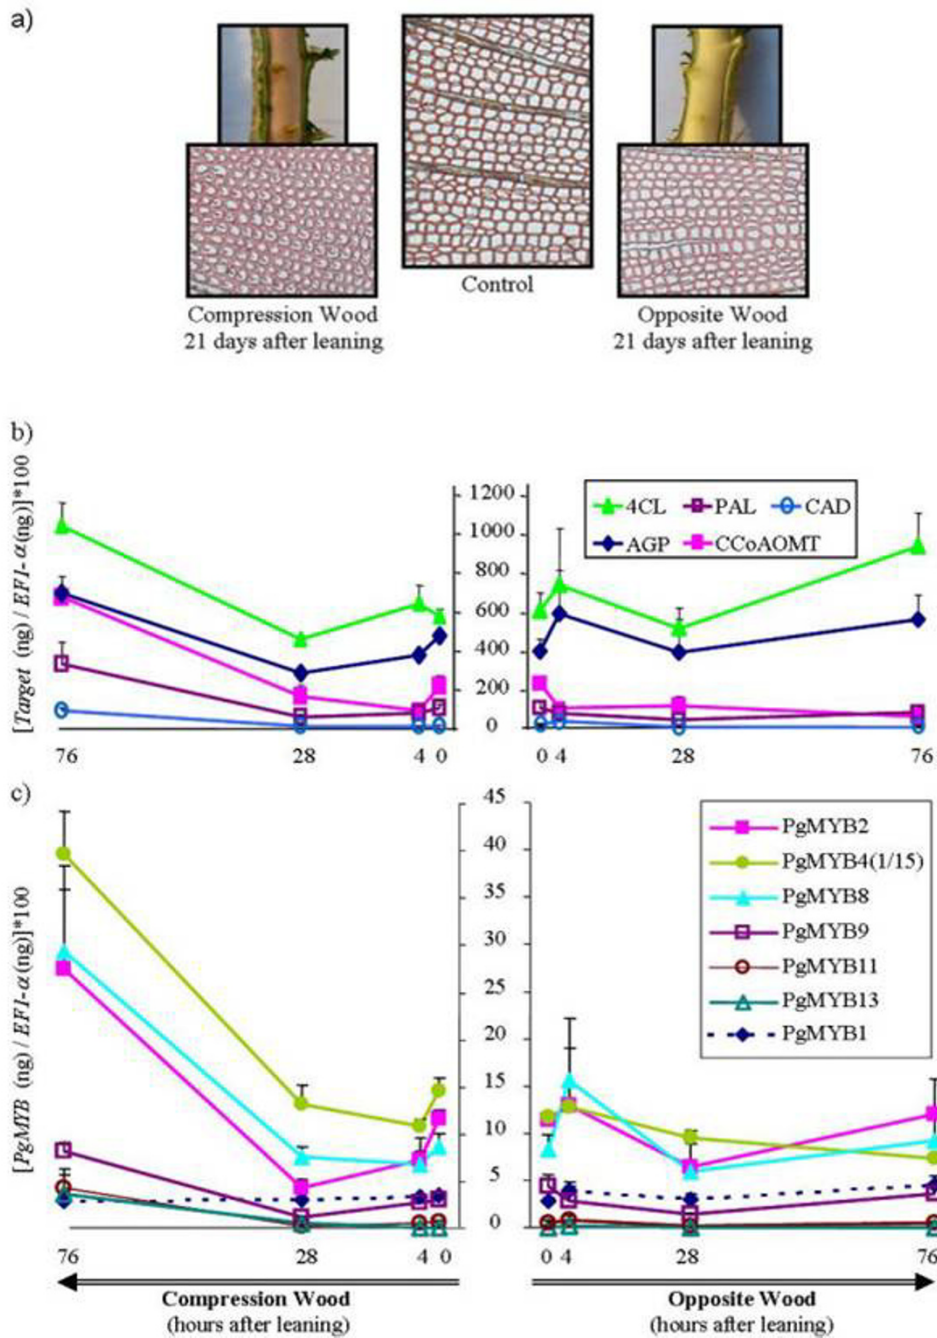 a)
Control
Compression Wood
21 days after leaning
Opposite Wood
21 days after leaning
b)
[Target (ng) / EF1-α(ng)]*100
1200
1000
800
600
400
200
0
4CL PAL CAD
AGP CCoAOMT
76 28 4 0
0 4 28 76
c)
[PgMYB (ng) / EF1-α(ng)]*100
45
40
35
30
25
20
15
10
5
0
PgMYB2
PgMYB4(1/15)
PgMYB8
PgMYB9
PgMYB11
PgMYB13
PgMYB1
76 28 4 0
0 4 28 76
Compression Wood
(hours after leaning)
Opposite Wood
(hours after leaning)